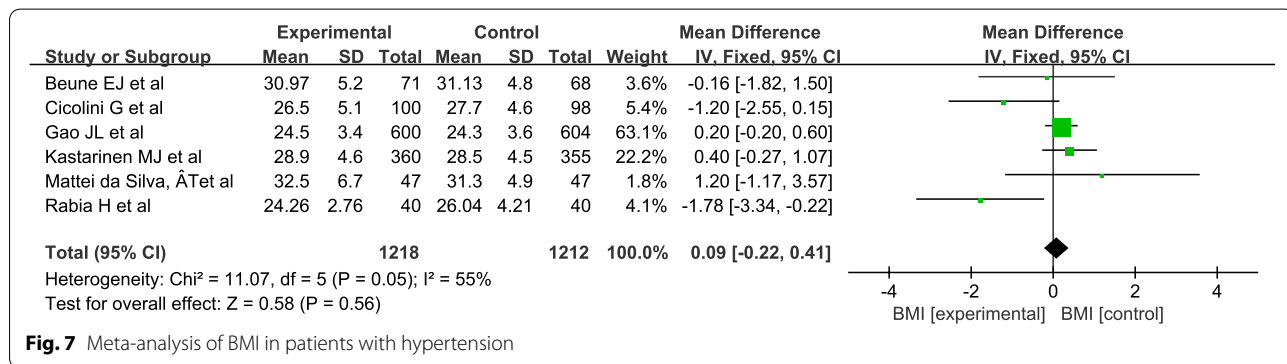 Experimental Control Mean Difference Mean Difference
Study or Subgroup Mean SD Total Mean SD Total Weight IV, Fixed, 95% CI IV, Fixed, 95% CI
Beune EJ et al 30.97 5.2 71 31.13 4.8 68 3.6% -0.16 [-1.82, 1.50]
Cicolini G et al 26.5 5.1 100 27.7 4.6 98 5.4% -1.20 [-2.55, 0.15]
Gao JL et al 24.5 3.4 600 24.3 3.6 604 63.1% 0.20 [-0.20, 0.60]
Kastarinen MJ et al 28.9 4.6 360 28.5 4.5 355 22.2% 0.40 [-0.27, 1.07]
Mattei da Silva, ÂTet al 32.5 6.7 47 31.3 4.9 47 1.8% 1.20 [-1.17, 3.57]
Rabia H et al 24.26 2.76 40 26.04 4.21 40 4.1% -1.78 [-3.34, -0.22]
Total (95% CI) 1218 1212 100.0% 0.09 [-0.22, 0.41]
Heterogeneity: Chi² = 11.07, df = 5 (P = 0.05); I² = 55%
Test for overall effect: Z = 0.58 (P = 0.56)
-4 -2 0 2 4
BMI [experimental] BMI [control]
Fig. 7 Meta-analysis of BMI in patients with hypertension